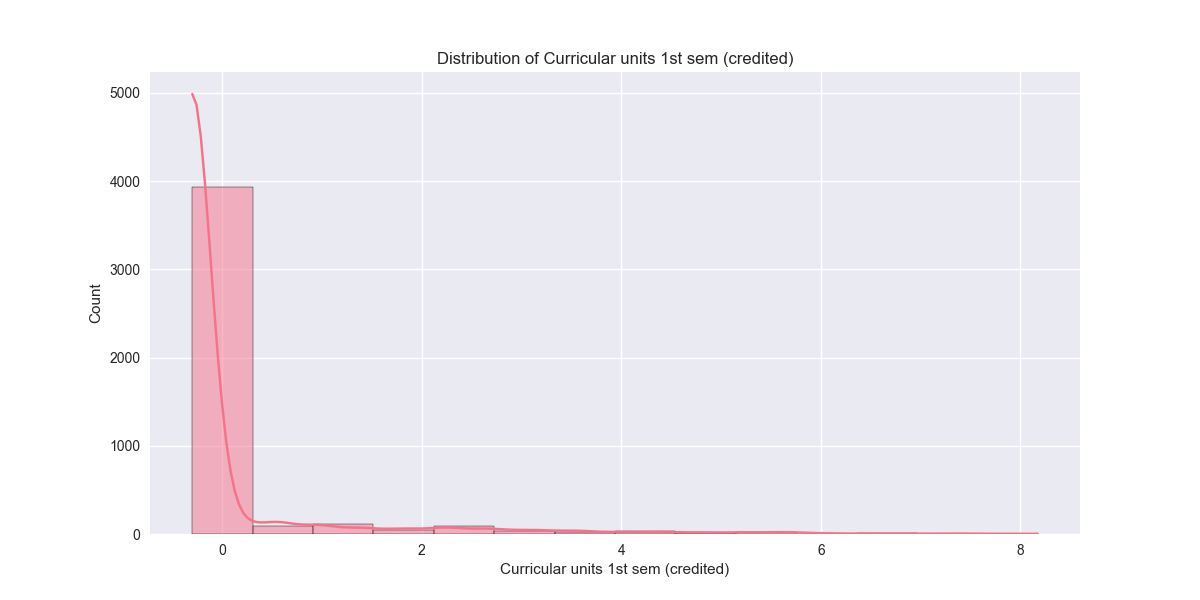 Distribution of Curricular units 1st sem (credited)
5000
4000
3000
2000
1000
0
Count
0 2 4 6 8
Curricular units 1st sem (credited)